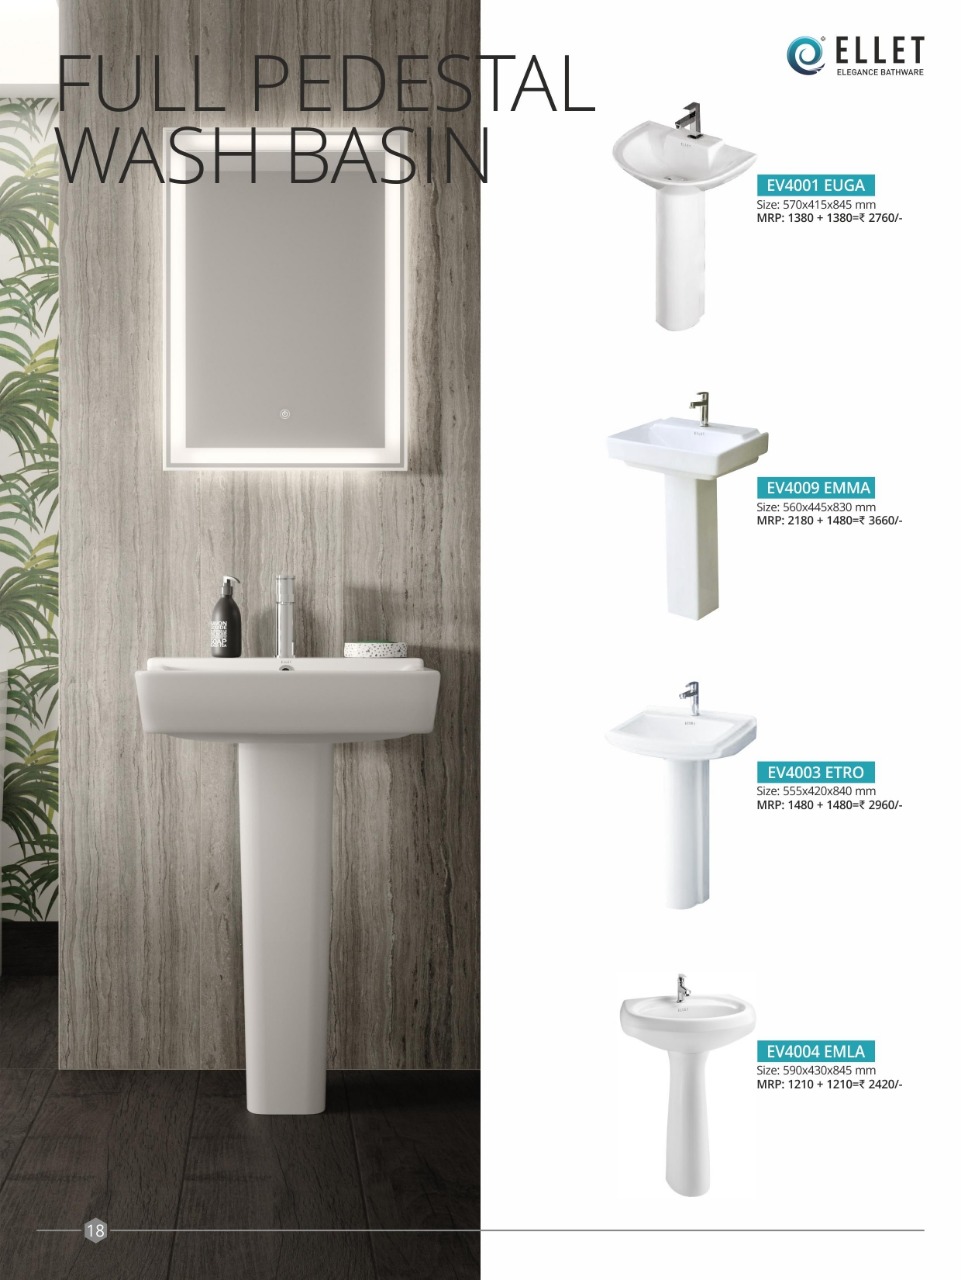 FULL PEDESTAL
WASH BASIN
ELLET
ELEGANCE BATHWARE
EV4001 EUGA
Size: 570x415x845 mm
MRP: 1380 + 1380=₹ 2760/-
EV4009 EMMA
Size: 560x445x830 mm
MRP: 2180 + 1480=₹ 3660/-
EV4003 ETRO
Size: 555x420x840 mm
MRP: 1480 + 1480=₹ 2960/-
EV4004 EMLA
Size: 590x430x845 mm
MRP: 1210 + 1210=₹ 2420/-
18